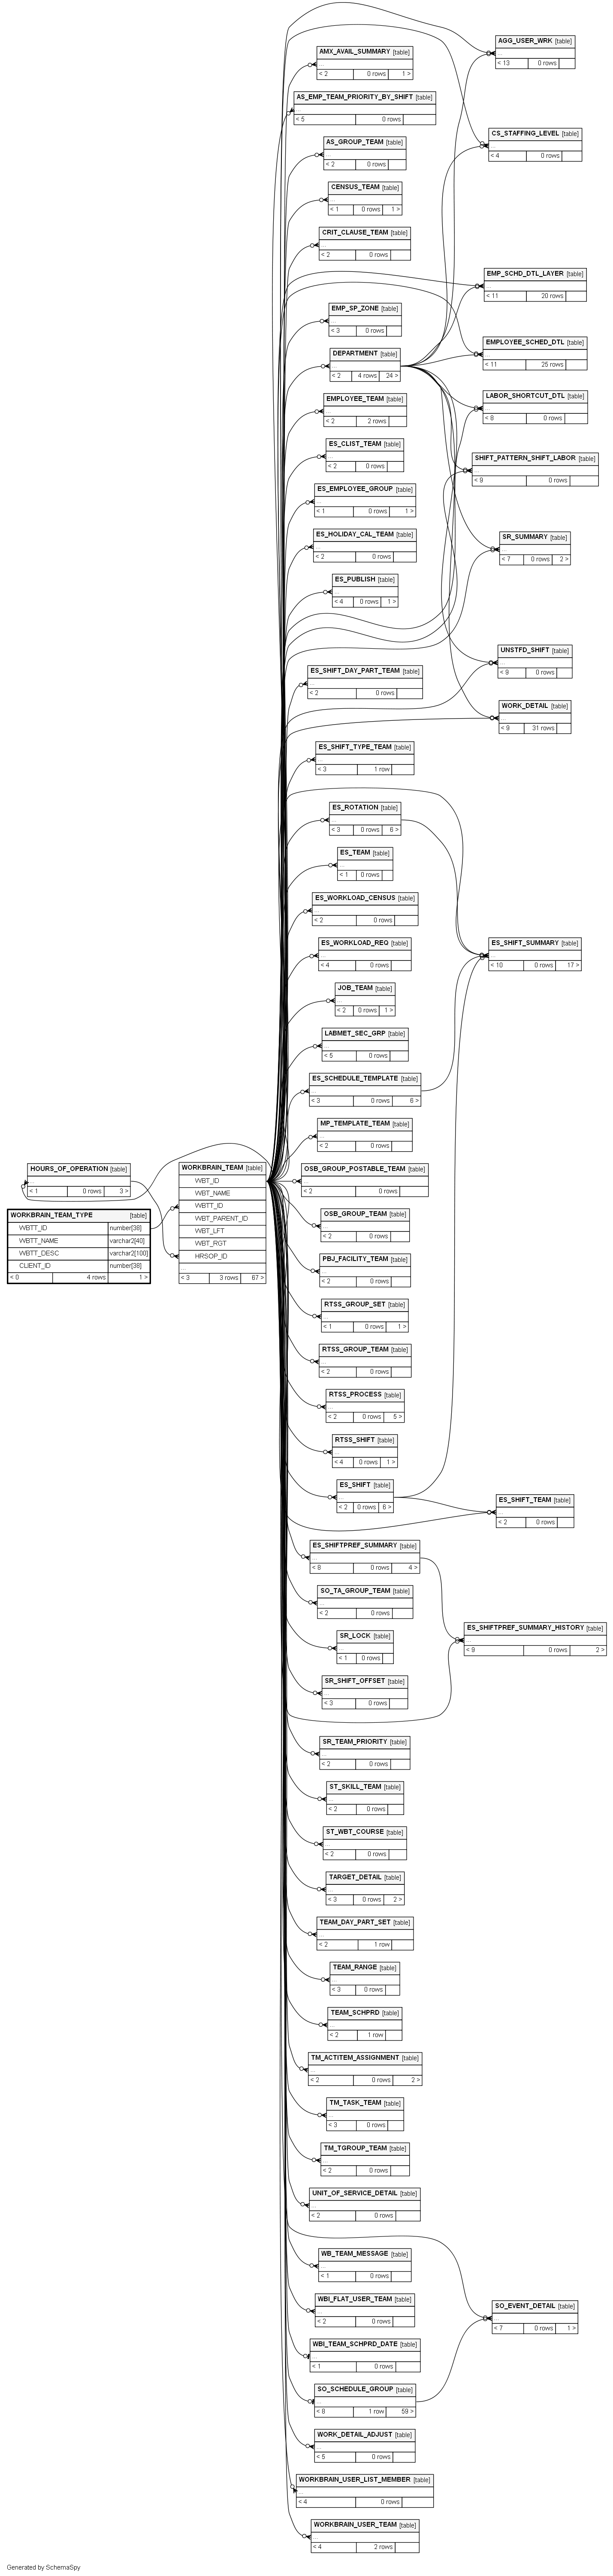 AGG_USER_WRK [table]
...
< 13 0 rows
AMX_AVAIL_SUMMARY [table]
...
< 2 0 rows 1 >
AS_EMP_TEAM_PRIORITY_BY_SHIFT [table]
...
< 5 0 rows
CS_STAFFING_LEVEL [table]
...
< 4 0 rows
AS_GROUP_TEAM [table]
...
< 2 0 rows
CENSUS_TEAM [table]
...
< 1 0 rows 1 >
CRIT_CLAUSE_TEAM [table]
...
< 2 0 rows
EMP_SCHD_DTL_LAYER [table]
...
< 11 20 rows
EMP_SP_ZONE [table]
...
< 3 0 rows
EMPLOYEE_SCHED_DTL [table]
...
< 11 25 rows
DEPARTMENT [table]
...
< 2 4 rows 24 >
LABOR_SHORTCUT_DTL [table]
...
< 8 0 rows
EMPLOYEE_TEAM [table]
...
< 2 2 rows
ES_CLIST_TEAM [table]
...
< 2 0 rows
SHIFT_PATTERN_SHIFT_LABOR [table]
...
< 9 0 rows
ES_EMPLOYEE_GROUP [table]
...
< 1 0 rows 1 >
ES_HOLIDAY_CAL_TEAM [table]
...
< 2 0 rows
SR_SUMMARY [table]
...
< 7 0 rows 2 >
ES_PUBLISH [table]
...
< 4 0 rows 1 >
UNSTFD_SHIFT [table]
...
< 9 0 rows
ES_SHIFT_DAY_PART_TEAM [table]
...
< 2 0 rows
WORK_DETAIL [table]
...
< 9 31 rows
ES_SHIFT_TYPE_TEAM [table]
...
< 3 1 row
ES_ROTATION [table]
...
< 3 0 rows 6 >
ES_TEAM [table]
...
< 1 0 rows
ES_WORKLOAD_CENSUS [table]
...
< 2 0 rows
ES_WORKLOAD_REQ [table]
...
< 4 0 rows
ES_SHIFT_SUMMARY [table]
...
< 10 0 rows 17 >
JOB_TEAM [table]
...
< 2 0 rows 1 >
LABMET_SEC_GRP [table]
...
< 5 0 rows
ES_SCHEDULE_TEMPLATE [table]
...
< 3 0 rows 6 >
MP_TEMPLATE_TEAM [table]
...
< 2 0 rows
HOURS_OF_OPERATION [table]
...
< 1 0 rows 3 >
WORKBRAIN_TEAM_TYPE [table]
WBTT_ID number[38]
WBTT_NAME varchar2[40]
WBTT_DESC varchar2[100]
CLIENT_ID number[38]
< 0 4 rows 1 >
WORKBRAIN_TEAM [table]
WBT_ID
WBT_NAME
WBTT_ID
WBT_PARENT_ID
WBT_LFT
WBT_RGT
HRSOP_ID
...
< 3 3 rows 67 >
OSB_GROUP_POSTABLE_TEAM [table]
...
< 2 0 rows
OSB_GROUP_TEAM [table]
...
< 2 0 rows
PBJ_FACILITY_TEAM [table]
...
< 2 0 rows
RTSS_GROUP_SET [table]
...
< 1 0 rows 1 >
RTSS_GROUP_TEAM [table]
...
< 2 0 rows
RTSS_PROCESS [table]
...
< 2 0 rows 5 >
RTSS_SHIFT [table]
...
< 4 0 rows 1 >
ES_SHIFT [table]
...
< 2 0 rows 6 >
ES_SHIFT_TEAM [table]
...
< 2 0 rows
ES_SHIFTPREF_SUMMARY [table]
...
< 8 0 rows 4 >
SO_TA_GROUP_TEAM [table]
...
< 2 0 rows
ES_SHIFTPREF_SUMMARY_HISTORY [table]
...
< 9 0 rows 2 >
SR_LOCK [table]
...
< 1 0 rows
SR_SHIFT_OFFSET [table]
...
< 3 0 rows
SR_TEAM_PRIORITY [table]
...
< 2 0 rows
ST_SKILL_TEAM [table]
...
< 2 0 rows
ST_WBT_COURSE [table]
...
< 2 0 rows
TARGET_DETAIL [table]
...
< 3 0 rows 2 >
TEAM_DAY_PART_SET [table]
...
< 2 1 row
TEAM_RANGE [table]
...
< 3 0 rows
TEAM_SCHPRD [table]
...
< 2 1 row
TM_ACTITEM_ASSIGNMENT [table]
...
< 2 0 rows 2 >
TM_TASK_TEAM [table]
...
< 3 0 rows
TM_TGROUP_TEAM [table]
...
< 2 0 rows
UNIT_OF_SERVICE_DETAIL [table]
...
< 2 0 rows
WB_TEAM_MESSAGE [table]
...
< 1 0 rows
WBI_FLAT_USER_TEAM [table]
...
< 2 0 rows
SO_EVENT_DETAIL [table]
...
< 7 0 rows 1 >
WBI_TEAM_SCHPRD_DATE [table]
...
< 1 0 rows
SO_SCHEDULE_GROUP [table]
...
< 8 1 row 59 >
WORK_DETAIL_ADJUST [table]
...
< 5 0 rows
WORKBRAIN_USER_LIST_MEMBER [table]
...
< 4 0 rows
WORKBRAIN_USER_TEAM [table]
...
< 4 2 rows
Generated by SchemaSpy